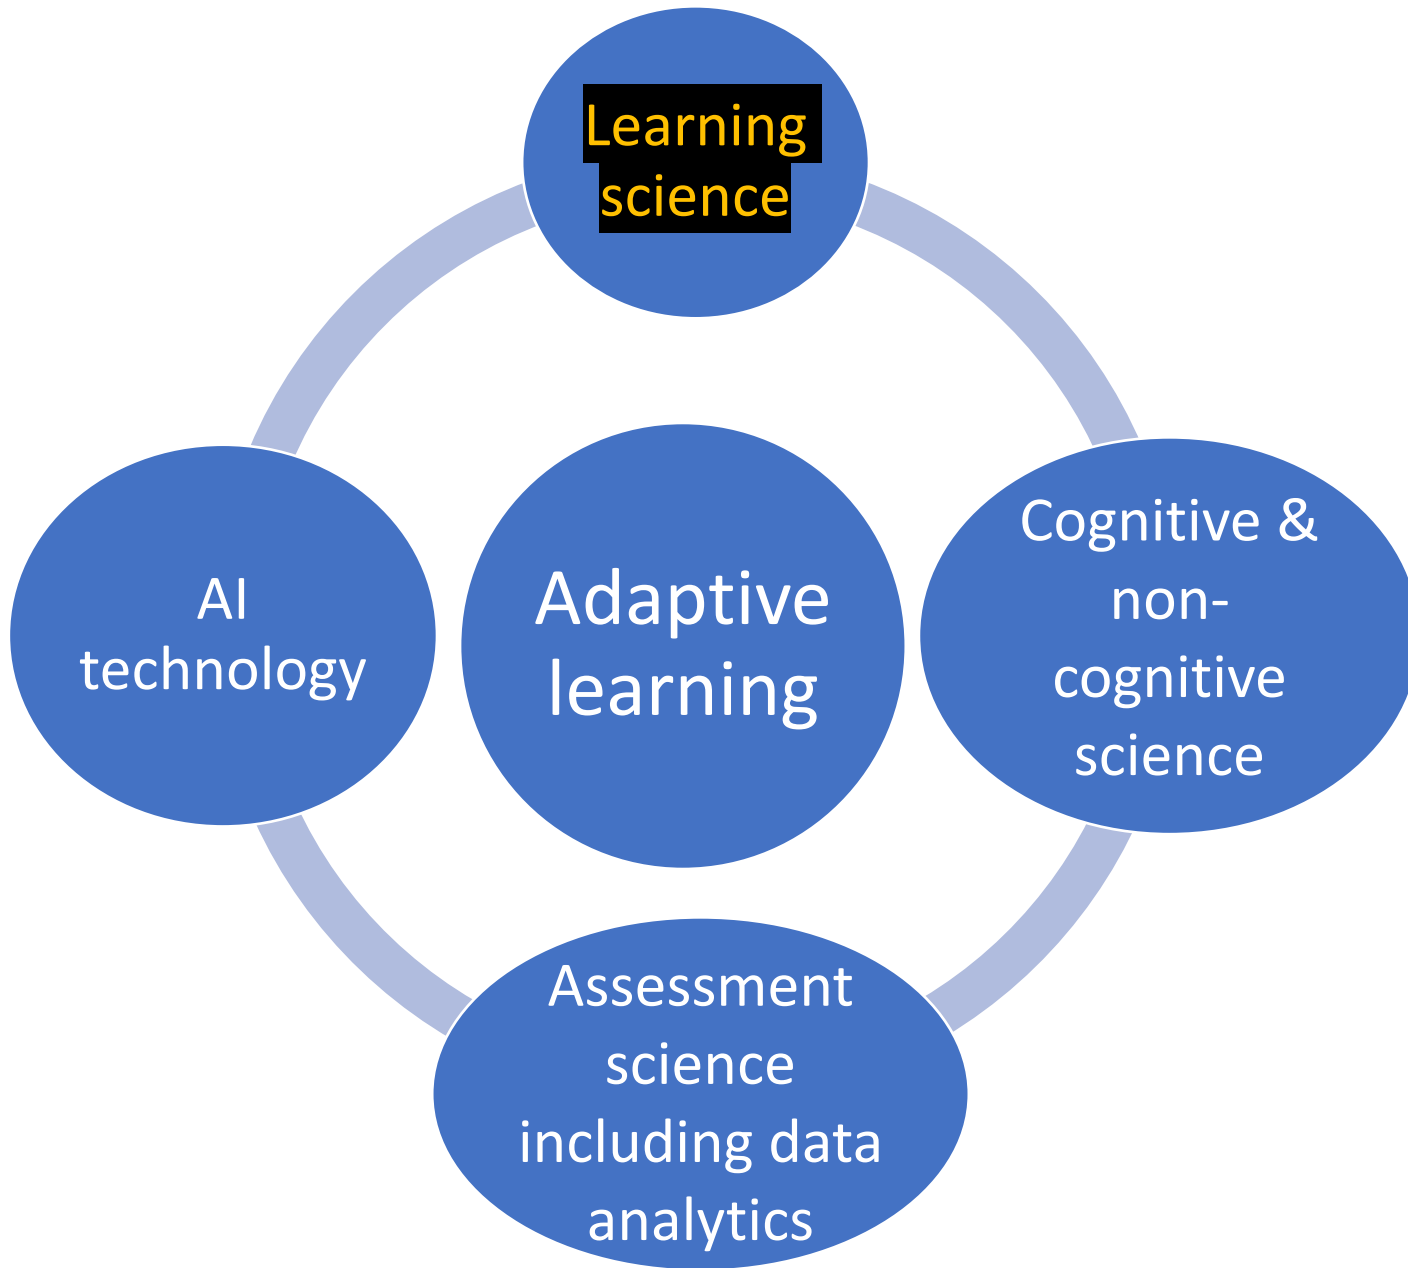 Learning
science
AI
technology
Adaptive
learning
Cognitive &
non-
cognitive
science
Assessment
science
including data
analytics